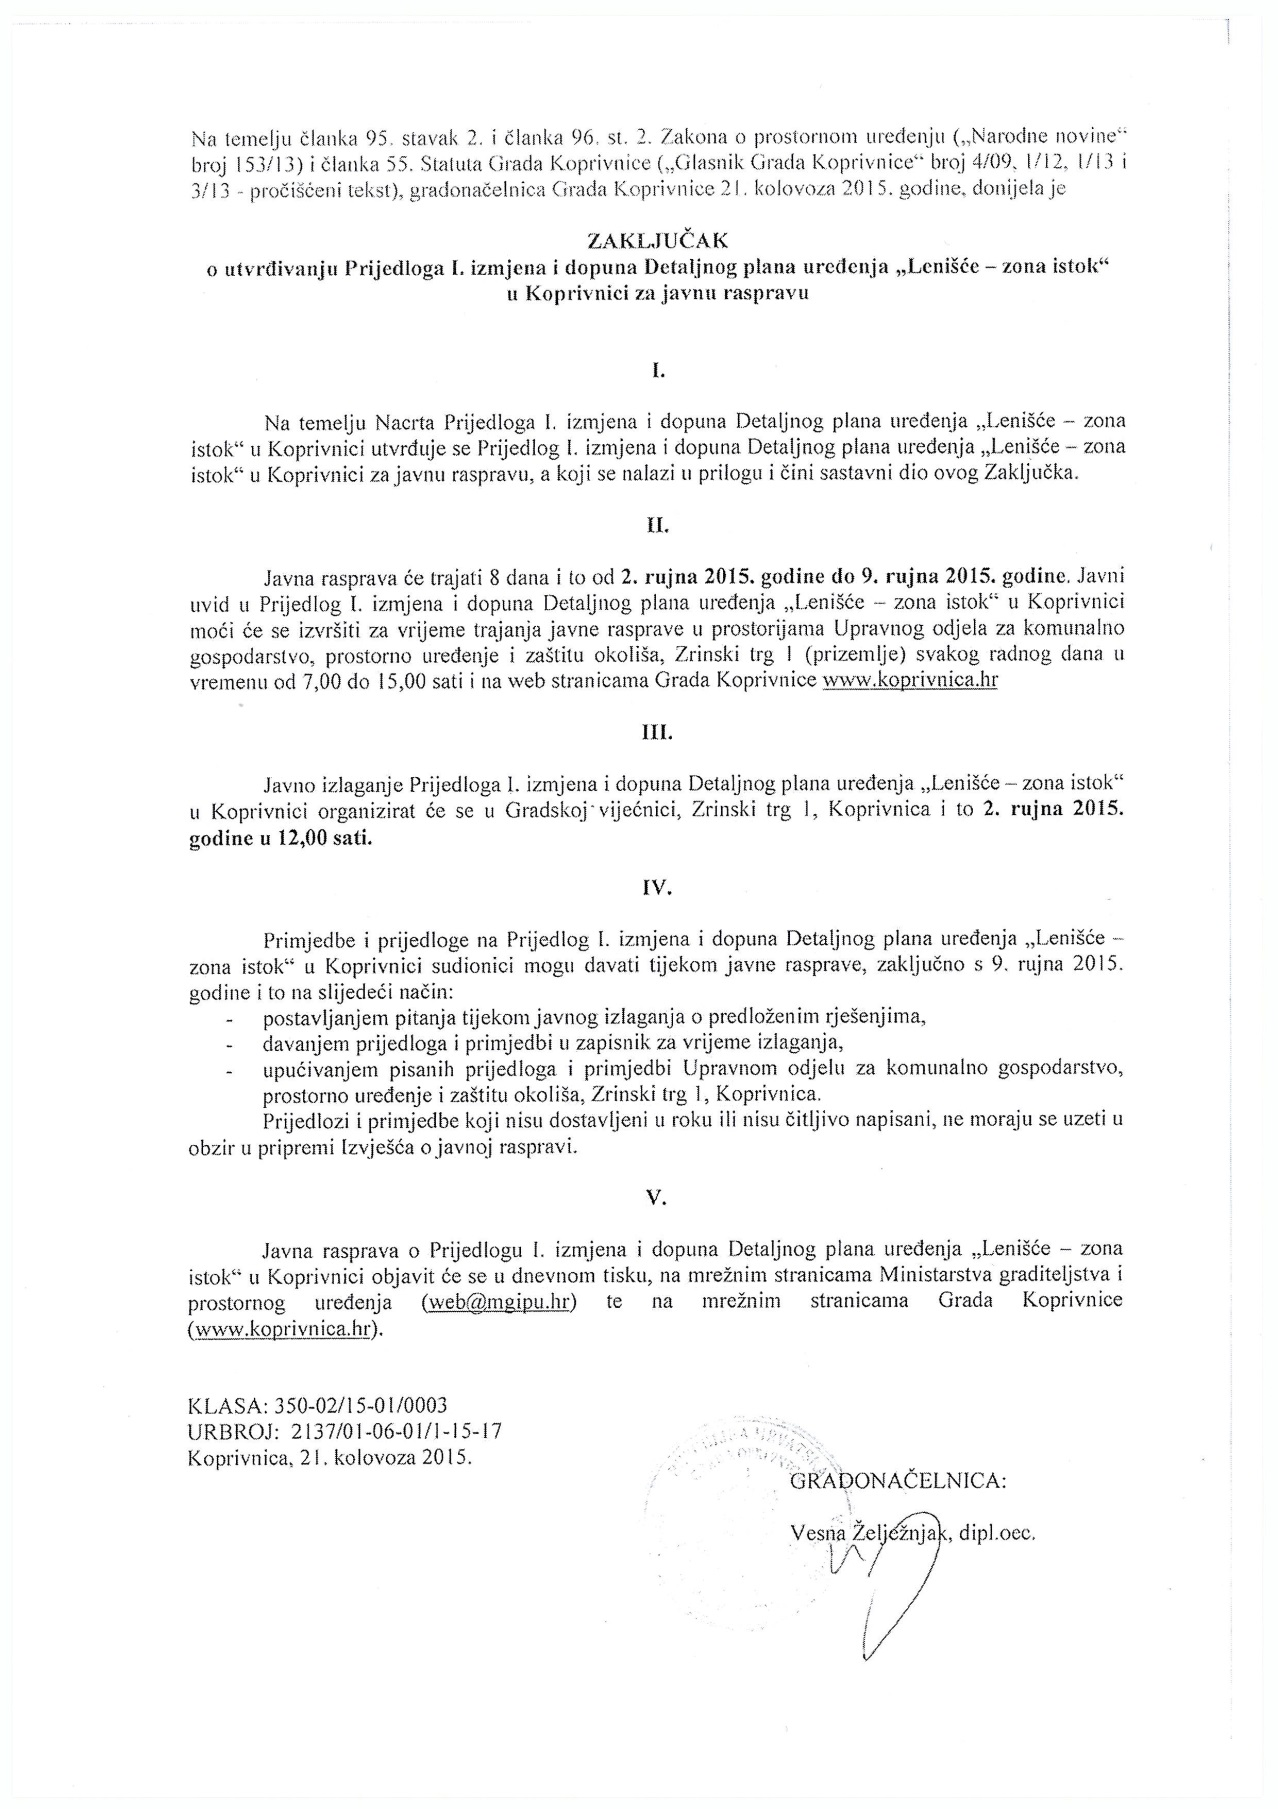 Na temelju članka 95. stavak 2. i članka 96. st. 2. Zakona o prostornom uređenju („Narodne novine“
broj 153/13) i članka 55. Statuta Grada Koprivnice („Glasnik Grada Koprivnice“ broj 4/09, 1/12, 1/13 i
3/13 - pročišćeni tekst), gradonačelnica Grada Koprivnice 21. kolovoza 2015. godine, donijela je
ZAKLJUČAK
o utvrđivanju Prijedloga I. izmjena i dopuna Detaljnog plana uređenja „Lenišće – zona istok“
u Koprivnici za javnu raspravu
I.
Na temelju Nacrta Prijedloga I. izmjena i dopuna Detaljnog plana uređenja „Lenišće – zona
istok“ u Koprivnici utvrđuje se Prijedlog I. izmjena i dopuna Detaljnog plana uređenja „Lenišće – zona
istok“ u Koprivnici za javnu raspravu, a koji se nalazi u prilogu i čini sastavni dio ovog Zaključka.
II.
Javna rasprava će trajati 8 dana i to od 2. rujna 2015. godine do 9. rujna 2015. godine. Javni
uvid u Prijedlog I. izmjena i dopuna Detaljnog plana uređenja „Lenišće – zona istok“ u Koprivnici
moći će se izvršiti za vrijeme trajanja javne rasprave u prostorijama Upravnog odjela za komunalno
gospodarstvo, prostorno uređenje i zaštitu okoliša, Zrinski trg 1 (prizemlje) svakog radnog dana u
vremenu od 7,00 do 15,00 sati i na web stranicama Grada Koprivnice www.koprivnica.hr
III.
Javno izlaganje Prijedloga I. izmjena i dopuna Detaljnog plana uređenja „Lenišće – zona istok“
u Koprivnici organizirat će se u Gradskoj vijećnici, Zrinski trg 1, Koprivnica i to 2. rujna 2015.
godine u 12,00 sati.
IV.
Primjedbe i prijedloge na Prijedlog I. izmjena i dopuna Detaljnog plana uređenja „Lenišće –
zona istok“ u Koprivnici sudionici mogu davati tijekom javne rasprave, zaključno s 9. rujna 2015.
godine i to na slijedeći način:
- postavljanjem pitanja tijekom javnog izlaganja o predloženim rješenjima,
- davanjem prijedloga i primjedbi u zapisnik za vrijeme izlaganja,
- upućivanjem pisanih prijedloga i primjedbi Upravnom odjelu za komunalno gospodarstvo,
prostorno uređenje i zaštitu okoliša, Zrinski trg 1, Koprivnica.
Prijedlozi i primjedbe koji nisu dostavljeni u roku ili nisu čitljivo napisani, ne moraju se uzeti u
obzir u pripremi Izvješća o javnoj raspravi.
V.
Javna rasprava o Prijedlogu I. izmjena i dopuna Detaljnog plana uređenja „Lenišće – zona
istok“ u Koprivnici objavit će se u dnevnom tisku, na mrežnim stranicama Ministarstva graditeljstva i
prostornog uređenja (web@mgipu.hr) te na mrežnim stranicama Grada Koprivnice
(www.koprivnica.hr).
KLASA: 350-02/15-01/0003
URBROJ: 2137/01-06-01/1-15-17
Koprivnica, 21. kolovoza 2015.
GRADONAČELNICA:
Vesna Želježnjak, dipl.oec.